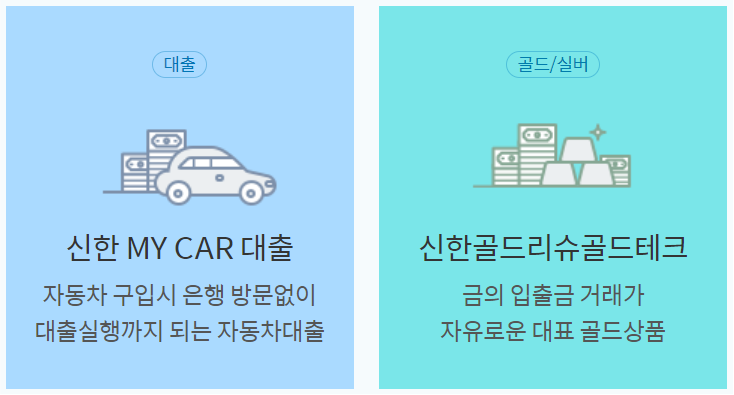 대출
신한 MY CAR 대출
자동차 구입시 은행 방문없이
대출실행까지 되는 자동차대출
골드/실버
신한골드리슈골드테크
금의 입출금 거래가
자유로운 대표 골드상품